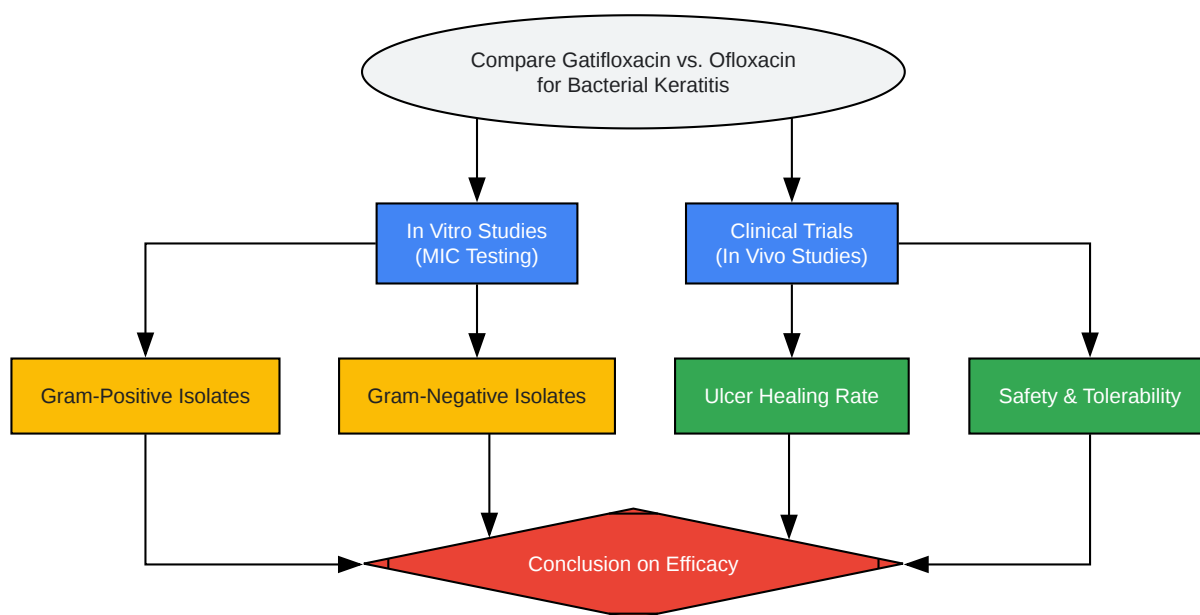 Compare Gatifloxacin vs. Ofloxacin
for Bacterial Keratitis
In Vitro Studies
(MIC Testing)
Clinical Trials
(In Vivo Studies)
Gram-Positive Isolates
Gram-Negative Isolates
Ulcer Healing Rate
Safety & Tolerability
Conclusion on Efficacy